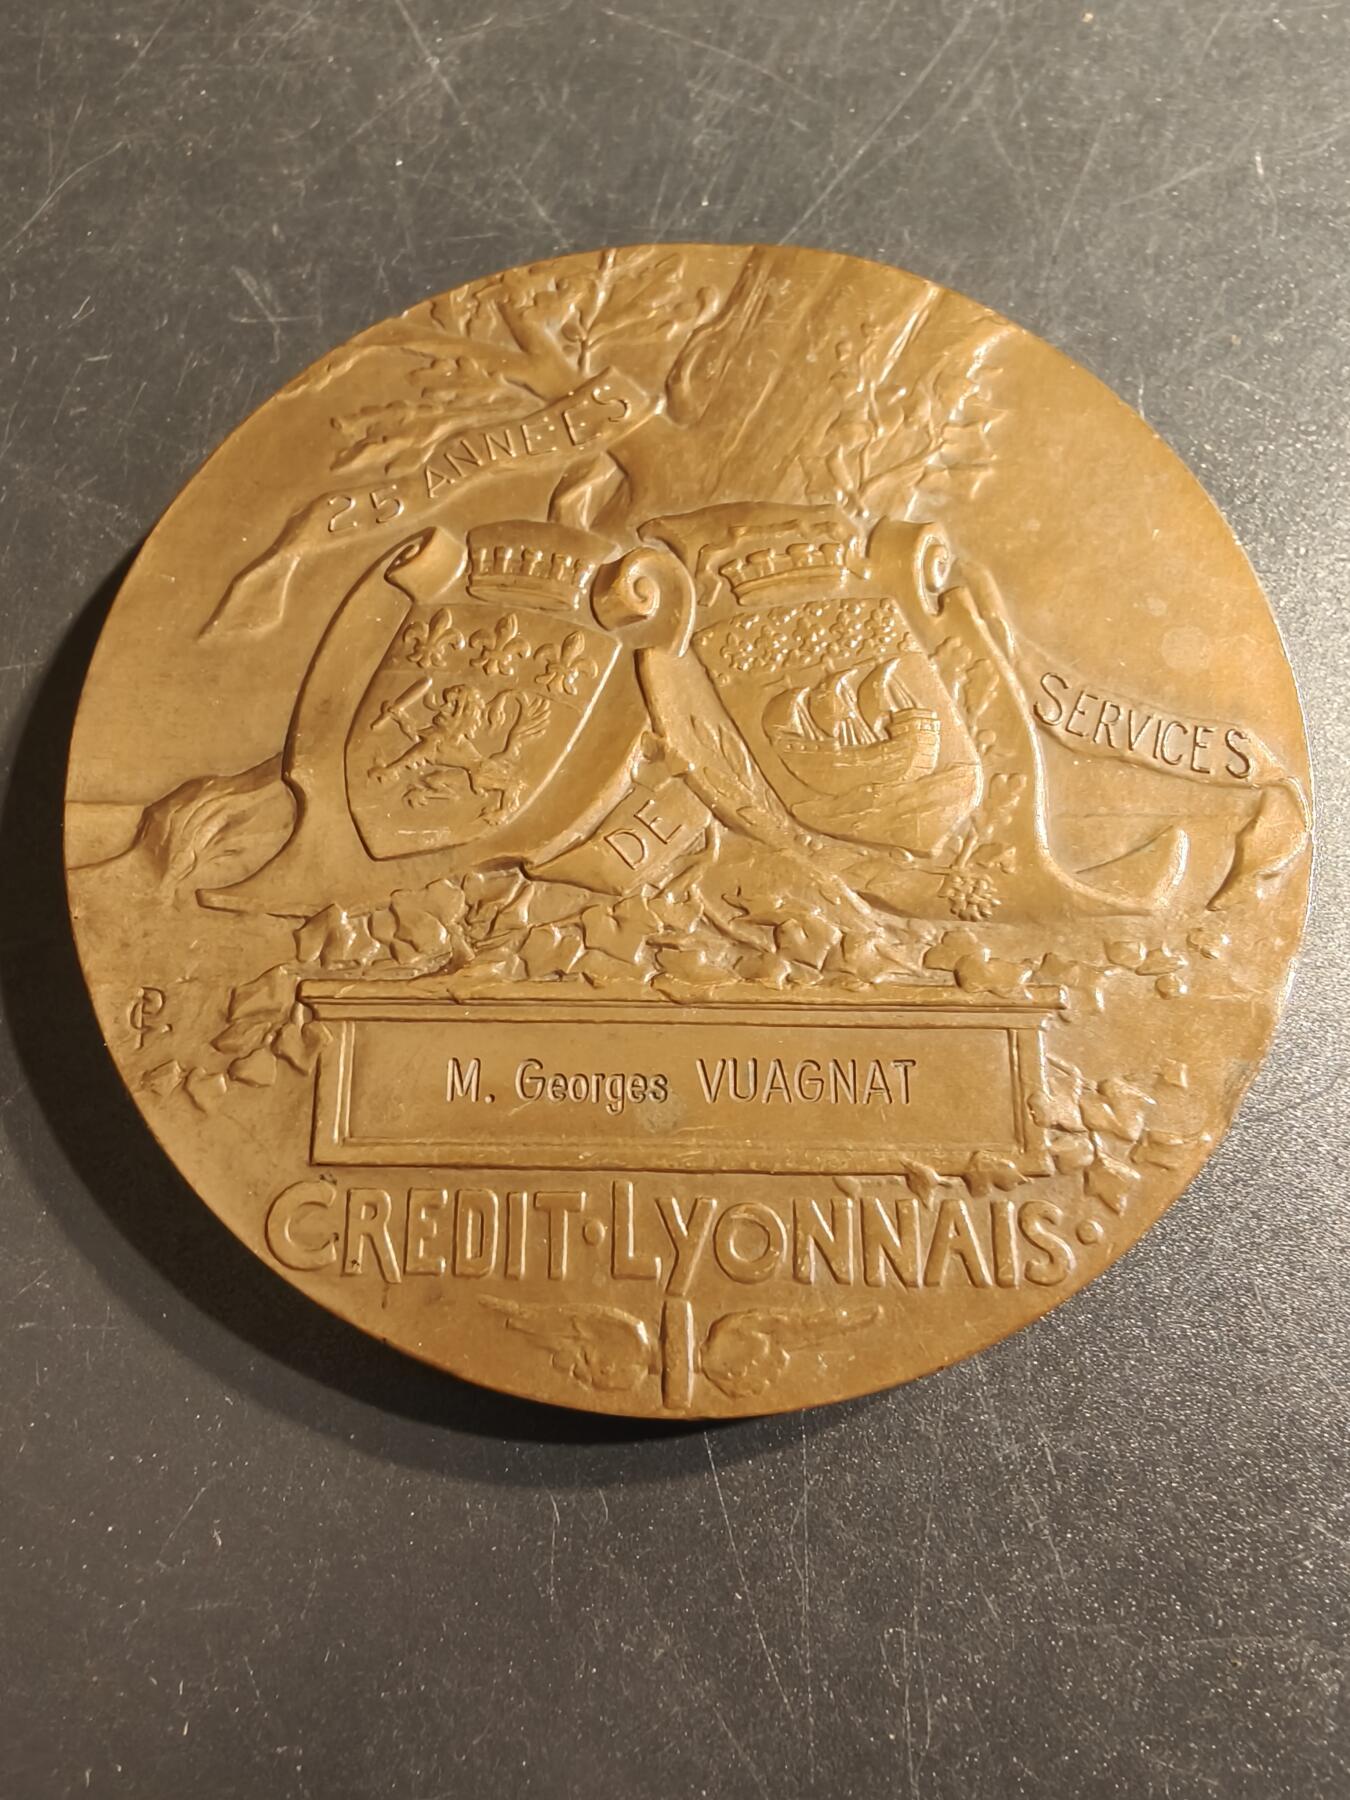 25 ANNEES
DE
SERVICES
M. Georges VUAGNAT
CREDIT·LYONNAIS·